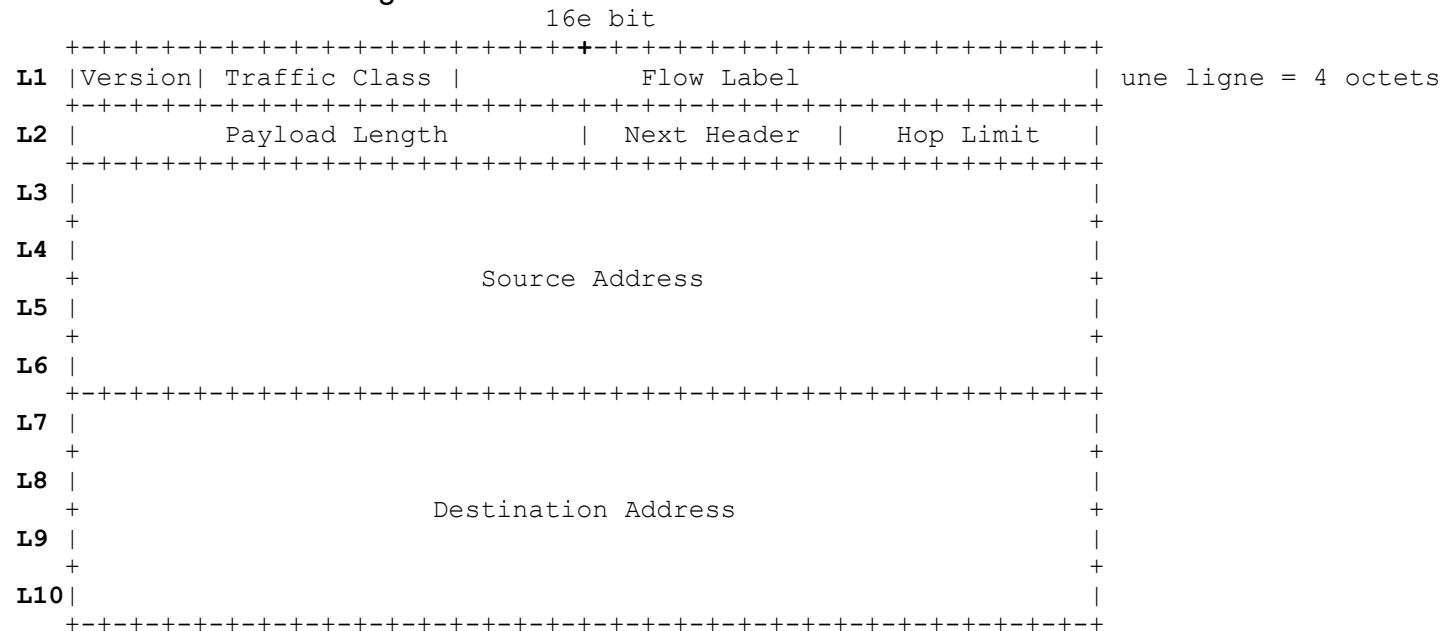 16e bit
+-+-+-+-+-+-+-+-+-+-+-+-+-+-+-+-+-+-+-+-+-+-+-+-+-+-+-+-+-+-+-+-+
L1 |Version| Traffic Class | Flow Label | une ligne = 4 octets
+-+-+-+-+-+-+-+-+-+-+-+-+-+-+-+-+-+-+-+-+-+-+-+-+-+-+-+-+-+-+-+-+
L2 | Payload Length | Next Header | Hop Limit |
+-+-+-+-+-+-+-+-+-+-+-+-+-+-+-+-+-+-+-+-+-+-+-+-+-+-+-+-+-+-+-+-+
L3 | |
+ +
L4 | |
+ Source Address +
L5 | |
+ +
L6 | |
+-+-+-+-+-+-+-+-+-+-+-+-+-+-+-+-+-+-+-+-+-+-+-+-+-+-+-+-+-+-+-+-+
L7 | |
+ +
L8 | |
+ Destination Address +
L9 | |
+ +
L10| |
+-+-+-+-+-+-+-+-+-+-+-+-+-+-+-+-+-+-+-+-+-+-+-+-+-+-+-+-+-+-+-+-+